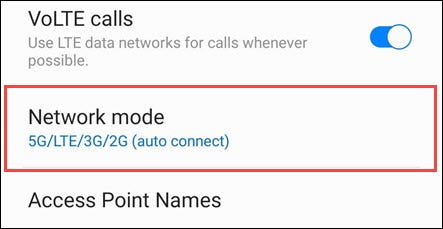 VoLTE calls
Use LTE data networks for calls whenever
possible.
Network mode
5G/LTE/3G/2G (auto connect)
Access Point Names